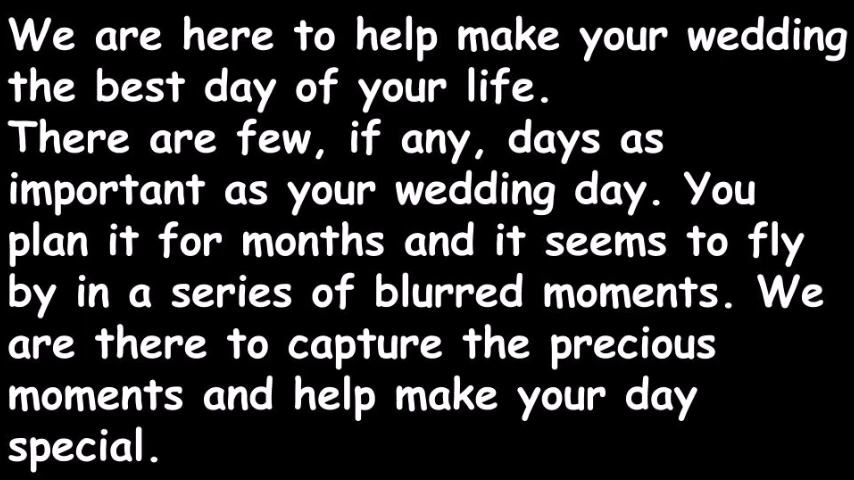 We are here to help make your wedding
the best day of your life.
There are few, if any, days as
important as your wedding day. You
plan it for months and it seems to fly
by in a series of blurred moments. We
are there to capture the precious
moments and help make your day
special.